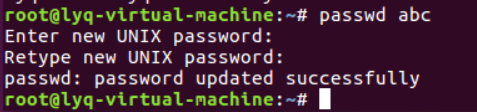 root@lyq-virtual-machine:~# passwd abc
Enter new UNIX password:
Retype new UNIX password:
passwd: password updated successfully
root@lyq-virtual-machine:~#